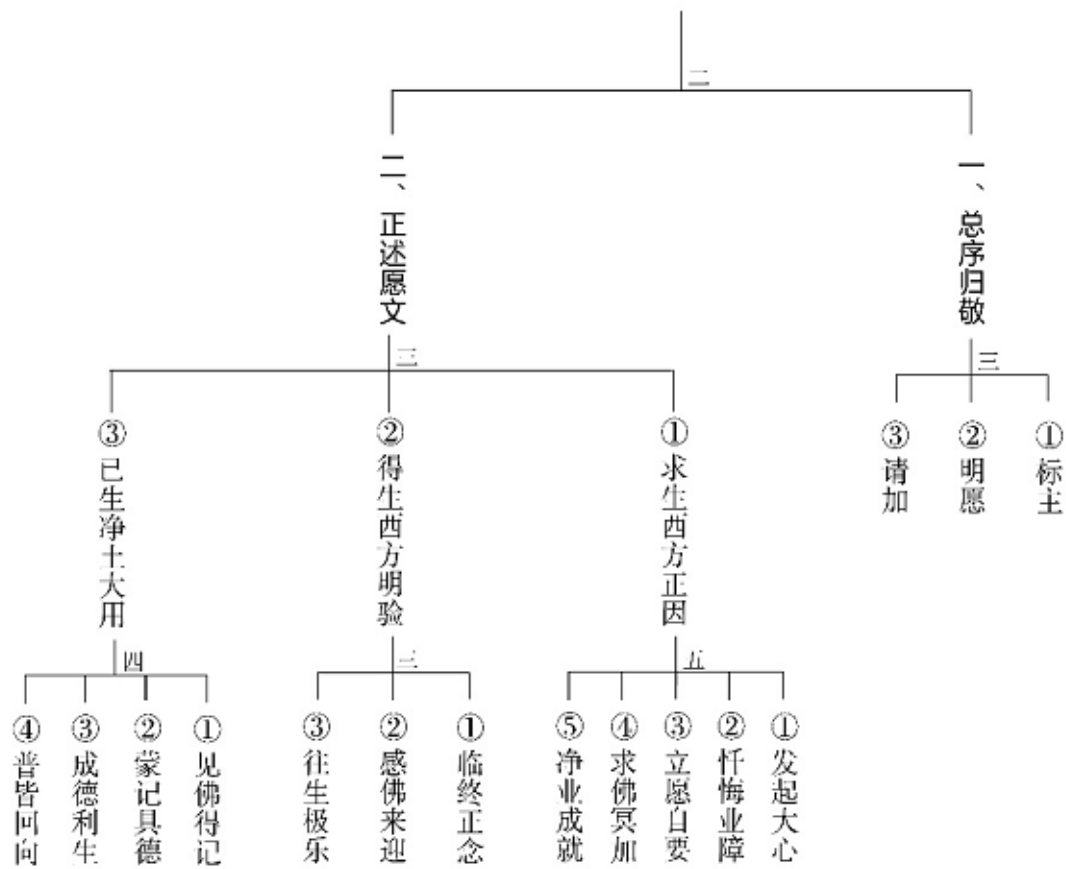 二
一、总序归敬
三
①标主
②明愿
③请加
二、正述愿文
三
①求生西方正因
五
①发起大心
②忏悔业障
③立愿自要
④求佛冥加
⑤净业成就
②得生西方明验
三
①临终正念
②感佛来迎
③往生极乐
③已生净土大用
四
①见佛得记
②蒙记具德
③成德利生
④普皆回向